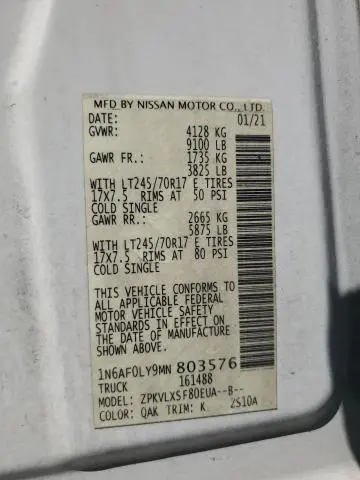 MFD BY NISSAN MOTOR CO., LTD.
DATE: 01/21
GVWR: 4128 KG
9100 LB
GAWR FR.: 1735 KG
3825 LB
WITH LT245/70R17 E TIRES
17X7.5 RIMS AT 50 PSI
COLD SINGLE
GAWR RR.: 2665 KG
5875 LB
WITH LT245/70R17 E TIRES
17X7.5 RIMS AT 80 PSI
COLD SINGLE
THIS VEHICLE CONFORMS TO
ALL APPLICABLE FEDERAL
MOTOR VEHICLE SAFETY
STANDARDS IN EFFECT ON
THE DATE OF MANUFACTURE.
1N6AF0LY9MN 803576
TRUCK 161488
MODEL: ZPKVLXSF80EUA--B--
COLOR: QAK TRIM: K 2S10A